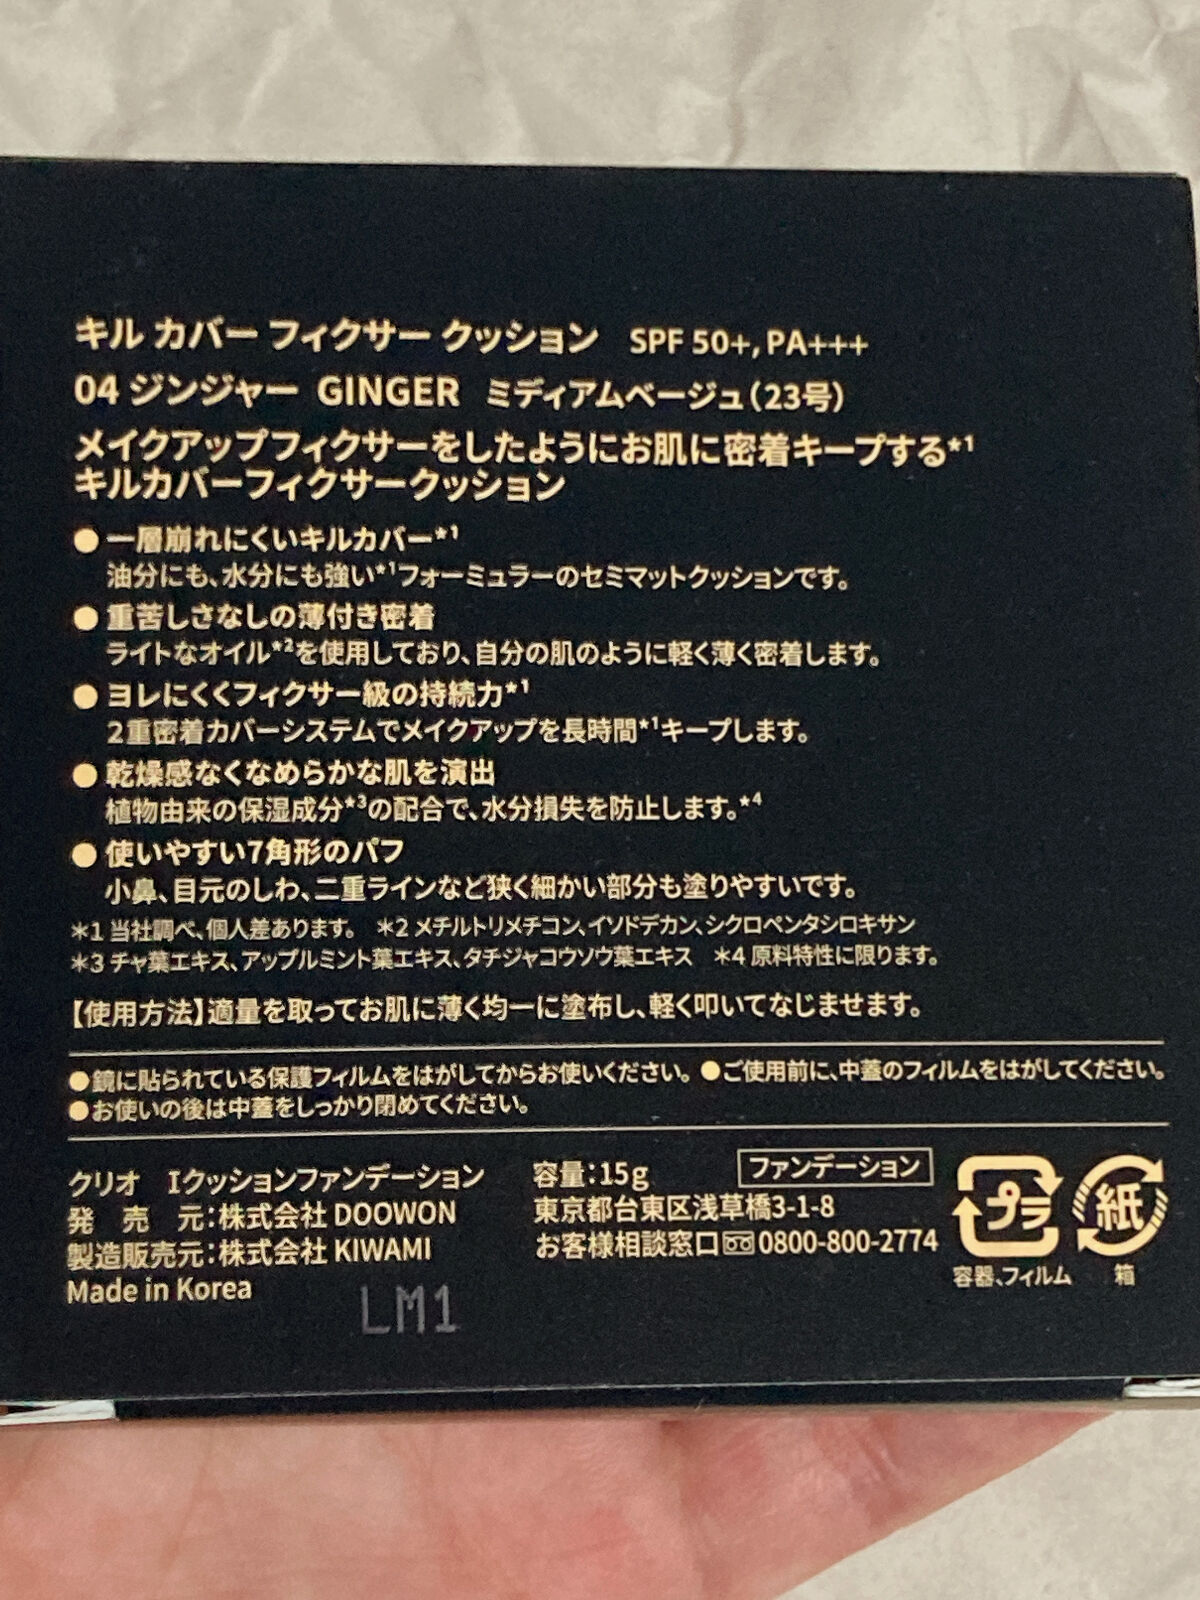 キル カバー フィクサー クッション SPF 50+, PA+++
04 ジンジャー GINGER ミディアムベージュ(23号)
メイクアップフィクサーをしたようにお肌に密着キープする*1
キルカバーフィクサークッション
● 一層崩れにくいキルカバー*1
油分にも、水分にも強い*1フォーミュラーのセミマットクッションです。
● 重苦しさなしの薄付き密着
ライトなオイル*2を使用しており、自分の肌のように軽く薄く密着します。
● ヨレにくくフィクサー級の持続力*1
2重密着カバーシステムでメイクアップを長時間*1キープします。
● 乾燥感なくなめらかな肌を演出
植物由来の保湿成分*3の配合で、水分損失を防止します。*4
● 使いやすい7角形のパフ
小鼻、目元のしわ、二重ラインなど狭く細かい部分も塗りやすいです。
*1 当社調べ、個人差あります。 *2 メチルトリメチコン、イソドデカン、シクロペンタシロキサン
*3 チャ葉エキス、アップルミント葉エキス、タチジャコウソウ葉エキス *4 原料特性に限ります。
【使用方法】適量を取ってお肌に薄く均一に塗布し、軽く叩いてなじませます。
●鏡に貼られている保護フィルムをはがしてからお使いください。 ●ご使用前に、中蓋のフィルムをはがしてください。
●お使いの後は中蓋をしっかり閉めてください。
クリオ Iクッションファンデーション 容量:15g ファンデーション
発 売 元:株式会社 DOOWON 東京都台東区浅草橋3-1-8
製造販売元:株式会社 KIWAMI お客様相談窓口 0800-800-2774
Made in Korea
プラ 紙
容器、フィルム 箱
LM1